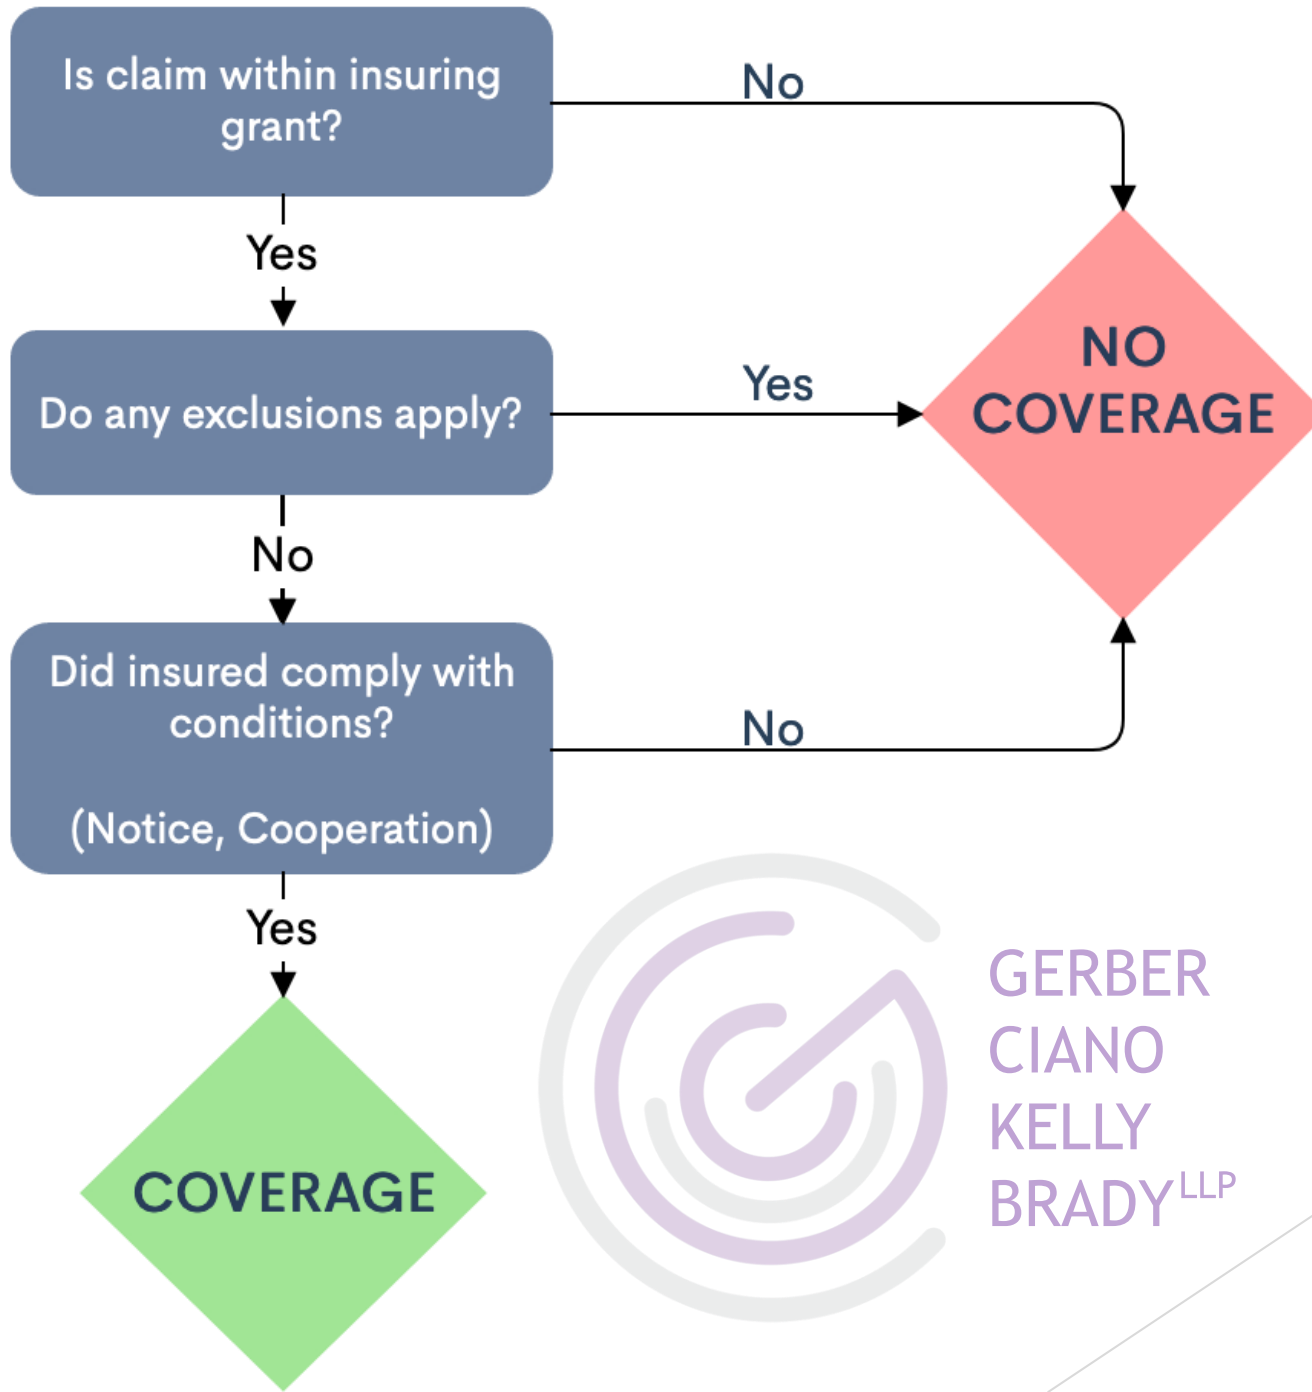 Is claim within insuring
grant?
No
Yes
Do any exclusions apply?
Yes
NO
COVERAGE
No
Did insured comply with
conditions?
(Notice, Cooperation)
No
Yes
COVERAGE
GERBER
CIANO
KELLY
BRADY LLP